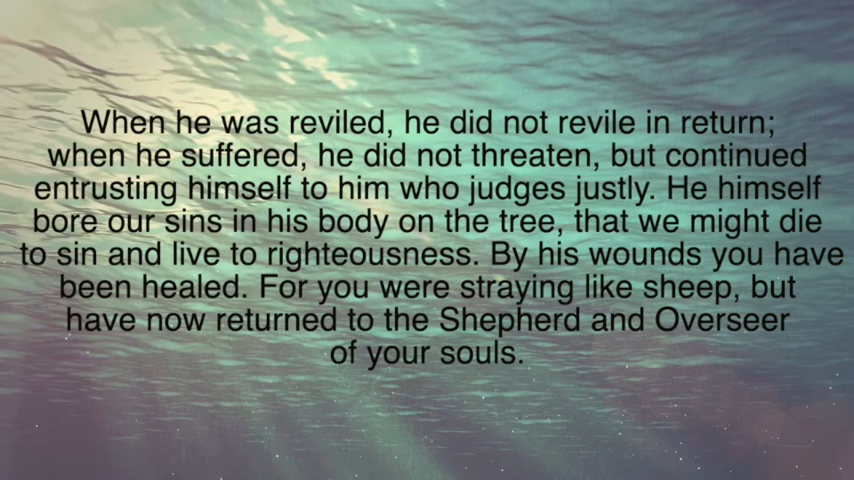 When he was reviled, he did not revile in return;
when he suffered, he did not threaten, but continued
entrusting himself to him who judges justly. He himself
bore our sins in his body on the tree, that we might die
to sin and live to righteousness. By his wounds you have
been healed. For you were straying like sheep, but
have now returned to the Shepherd and Overseer
of your souls.